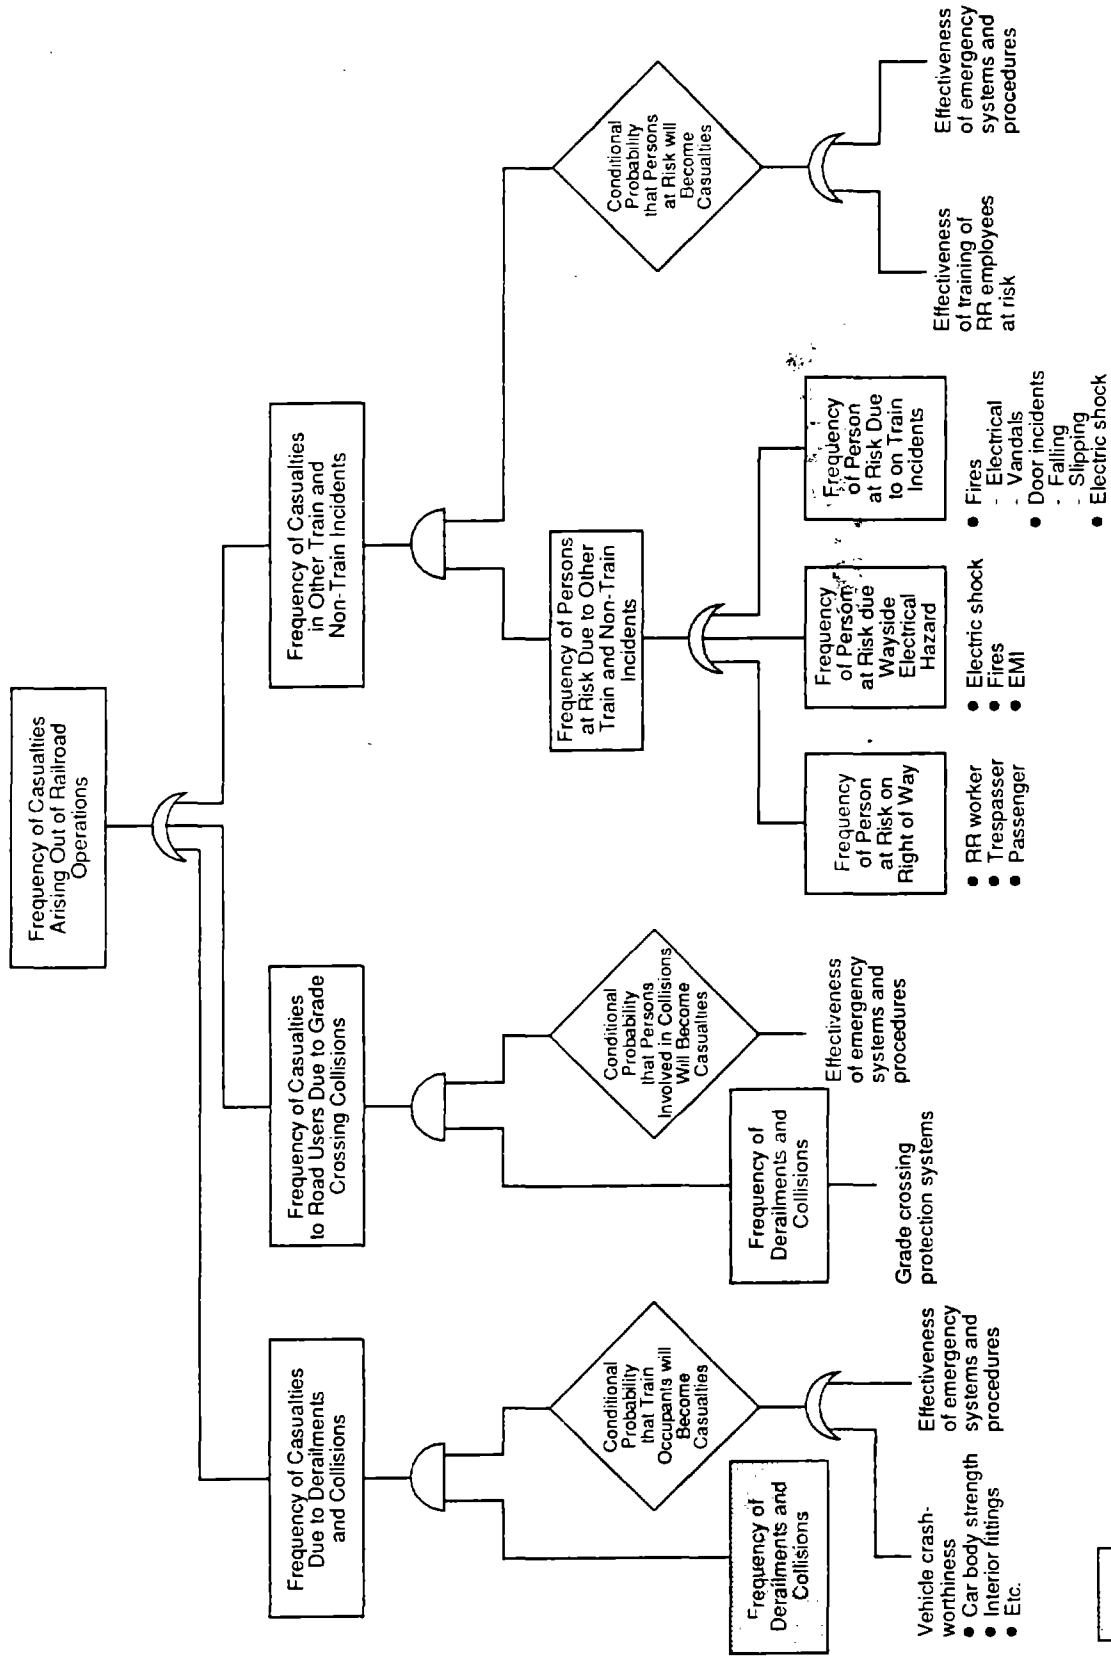 Frequency of Casualties
Arising Out of Railroad
Operations
Frequency of Casualties
Due to Derailments
and Collisions
Frequency of Casualties
to Road Users Due to Grade
Crossing Collisions
Frequency of Casualties
in Other Train and
Non-Train Incidents
Frequency of
Derailments and
Collisions
Conditional
Probability
that Train
Occupants will
Become
Casualties
Vehicle crash-
worthiness
● Car body strength
● Interior fittings
● Etc.
Effectiveness
of emergency
systems and
procedures
Frequency of
Derailments and
Collisions
Grade crossing
protection systems
Conditional
Probability
that Persons
Involved in Collisions
Will Become
Casualties
Effectiveness
of emergency
systems and
procedures
Frequency of Persons
at Risk Due to Other
Train and Non-Train
Incidents
Frequency
of Person
at Risk on
Right of Way
● RR worker
● Trespasser
● Passenger
Frequency
of Person
at Risk due
Wayside
Electrical
Hazard
● Electric shock
● Fires
● EMI
Frequency
of Person
at Risk Due
to on Train
Incidents
● Fires
- Electrical
- Vandals
● Door incidents
- Falling
- Slipping
● Electric shock
Conditional
Probability
that Persons
at Risk will
Become
Casualties
Effectiveness
of training of
RR employees
at risk
Effectiveness
of emergency
systems and
procedures